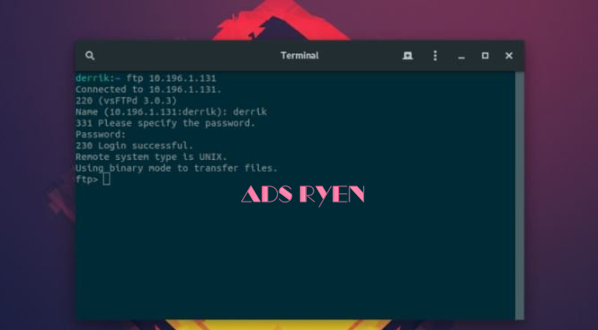 Terminal
derrik:~ ftp 10.196.1.131
Connected to 10.196.1.131.
220 (vsFTPd 3.0.3)
Name (10.196.1.131:derrik): derrik
331 Please specify the password.
Password:
230 Login successful.
Remote system type is UNIX.
Using binary mode to transfer files.
ftp>
ADS RYEN